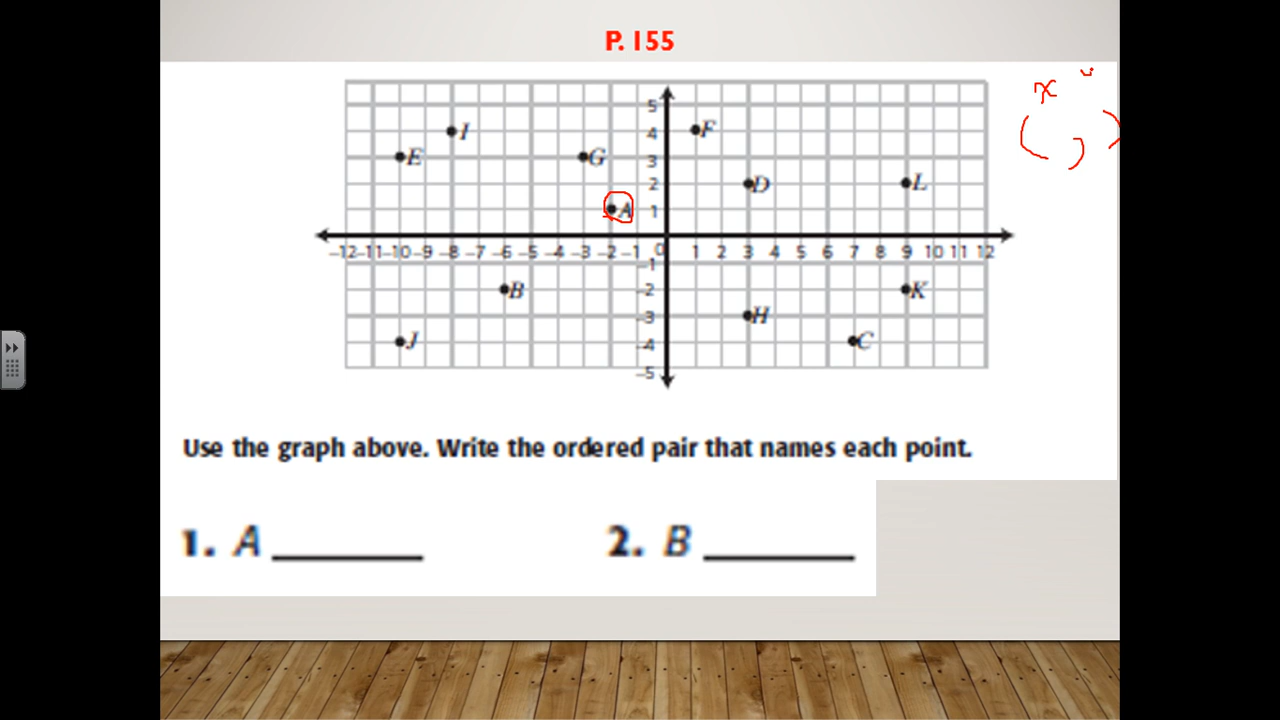 P. 155
x
( , )
5
I
4
F
E
G
3
D
2
L
A
1
-12-11-10-9 -8 -7 -6 -5 -4 -3 -2 -1 0 1 2 3 4 5 6 7 8 9 10 11 12
-1
B
-2
K
-3
H
J
-4
C
-5
Use the graph above. Write the ordered pair that names each point.
1. A ________ 2. B ________